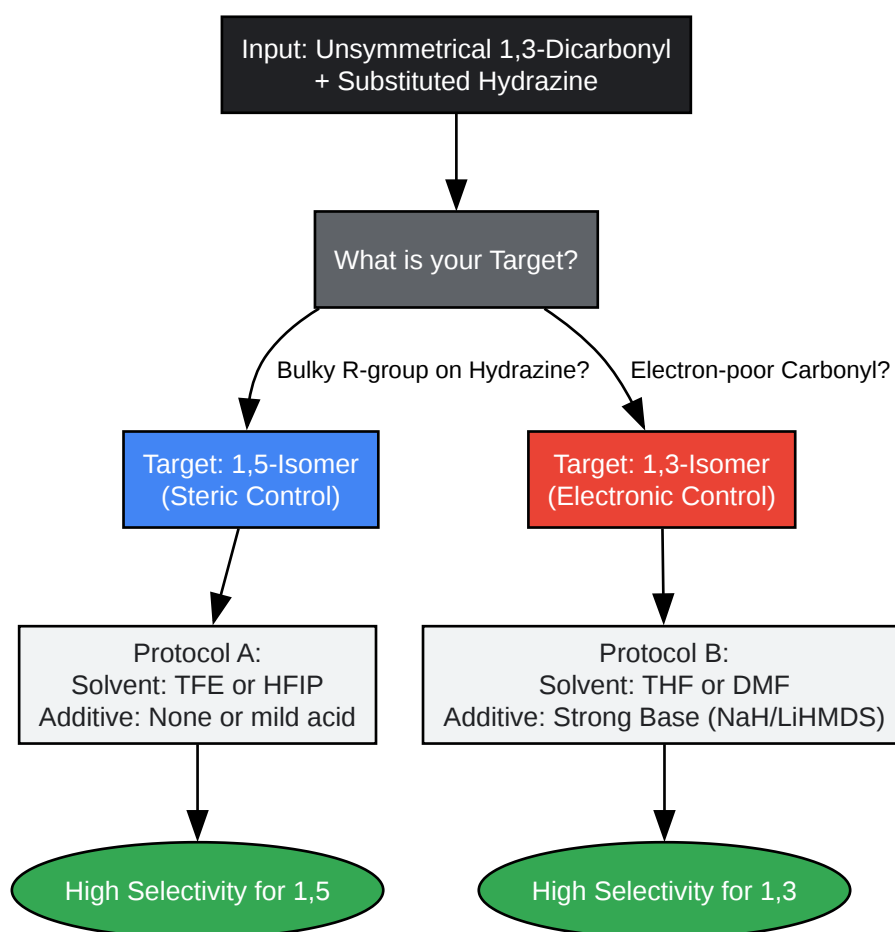 Input: Unsymmetrical 1,3-Dicarbonyl
+ Substituted Hydrazine
What is your Target?
Bulky R-group on Hydrazine?
Electron-poor Carbonyl?
Target: 1,5-Isomer
(Steric Control)
Target: 1,3-Isomer
(Electronic Control)
Protocol A:
Solvent: TFE or HFIP
Additive: None or mild acid
Protocol B:
Solvent: THF or DMF
Additive: Strong Base (NaH/LiHMDS)
High Selectivity for 1,5
High Selectivity for 1,3